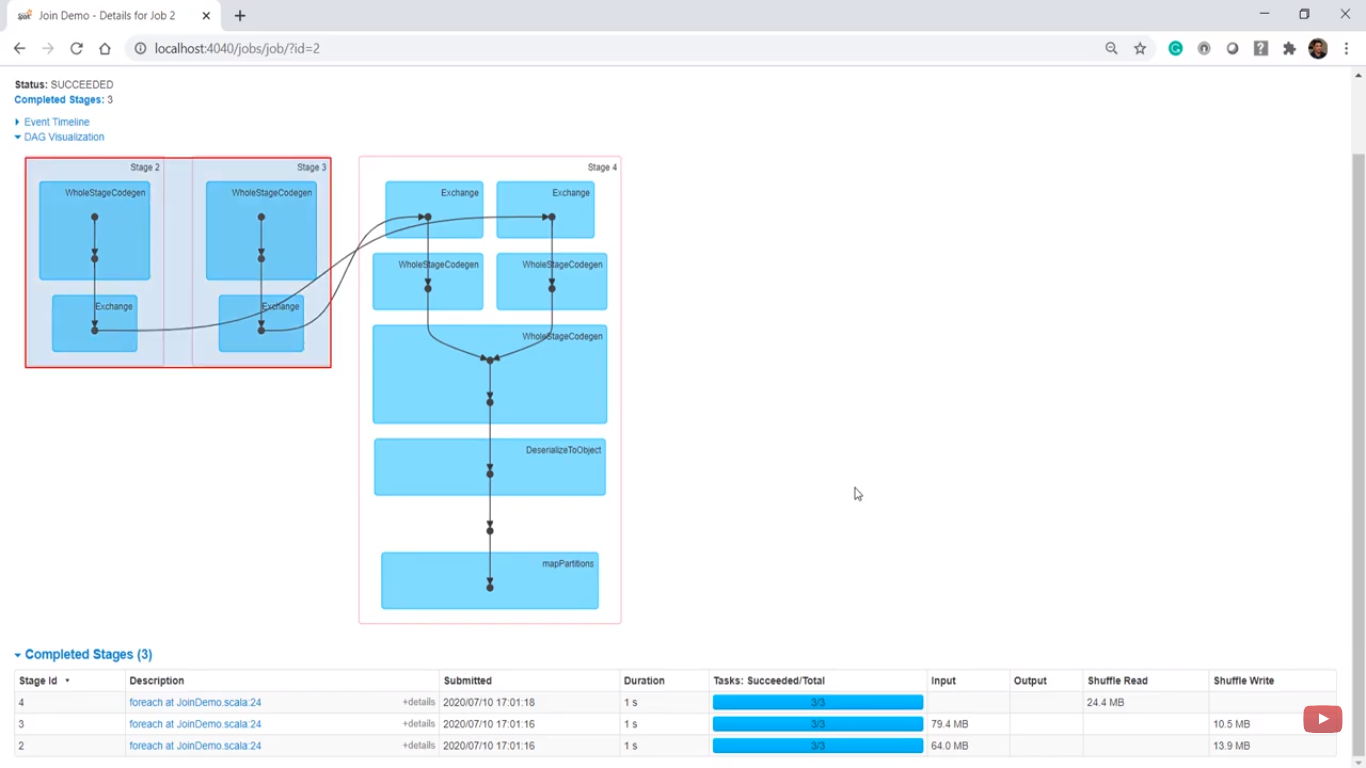 Join Demo - Details for Job 2
localhost:4040/jobs/job/?id=2
Status: SUCCEEDED
Completed Stages: 3
Event Timeline
DAG Visualization
Stage 2 Stage 3 Stage 4
WholeStageCodegen WholeStageCodegen Exchange Exchange
WholeStageCodegen WholeStageCodegen
Exchange Exchange
WholeStageCodegen
DeserializeToObject
mapPartitions
Completed Stages (3)
Stage Id Description Submitted Duration Tasks: Succeeded/Total Input Output Shuffle Read Shuffle Write
4 foreach at JoinDemo.scala:24 +details 2020/07/10 17:01:18 1 s 3/3 24.4 MB
3 foreach at JoinDemo.scala:24 +details 2020/07/10 17:01:16 1 s 3/3 79.4 MB 10.5 MB
2 foreach at JoinDemo.scala:24 +details 2020/07/10 17:01:16 1 s 3/3 64.0 MB 13.9 MB